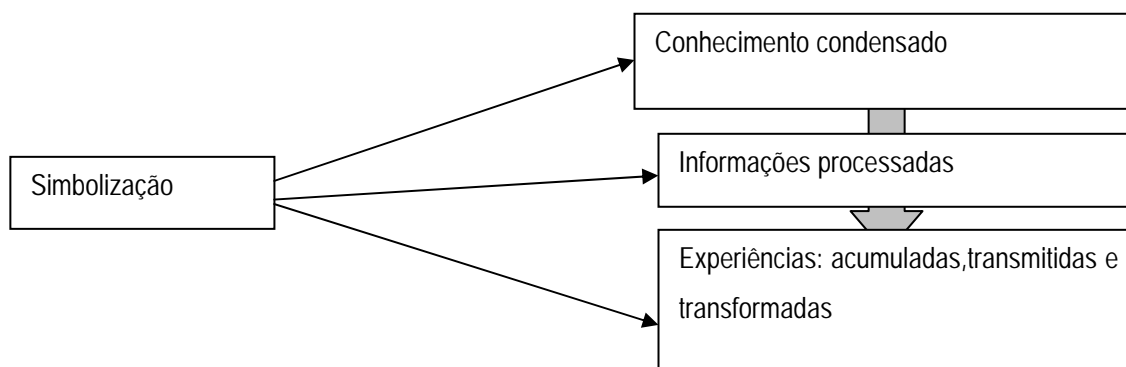 Conhecimento condensado
Simbolização
Informações processadas
Experiências: acumuladas,transmitidas e
transformadas